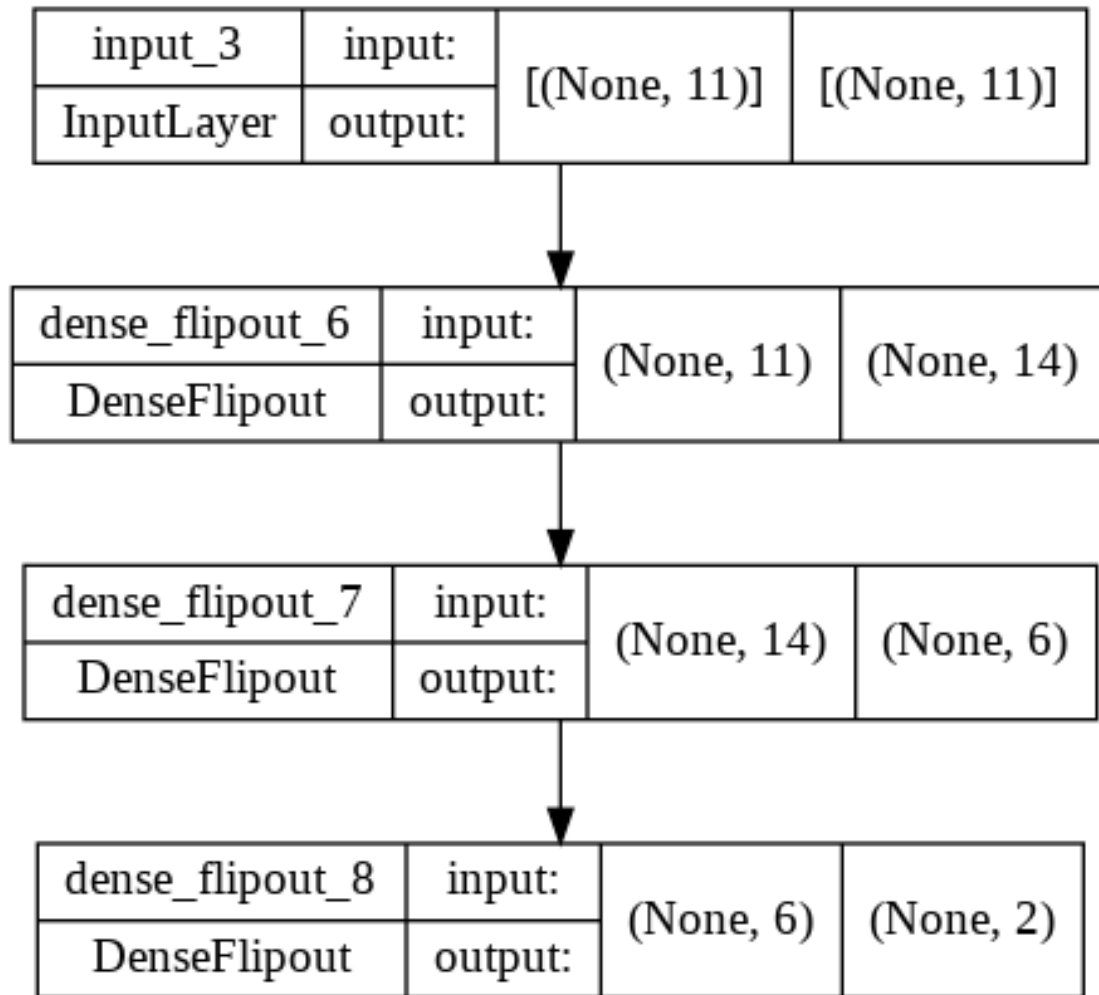 input_3 input: [(None, 11)] [(None, 11)]
InputLayer output:
dense_flipout_6 input: (None, 11) (None, 14)
DenseFlipout output:
dense_flipout_7 input: (None, 14) (None, 6)
DenseFlipout output:
dense_flipout_8 input: (None, 6) (None, 2)
DenseFlipout output: